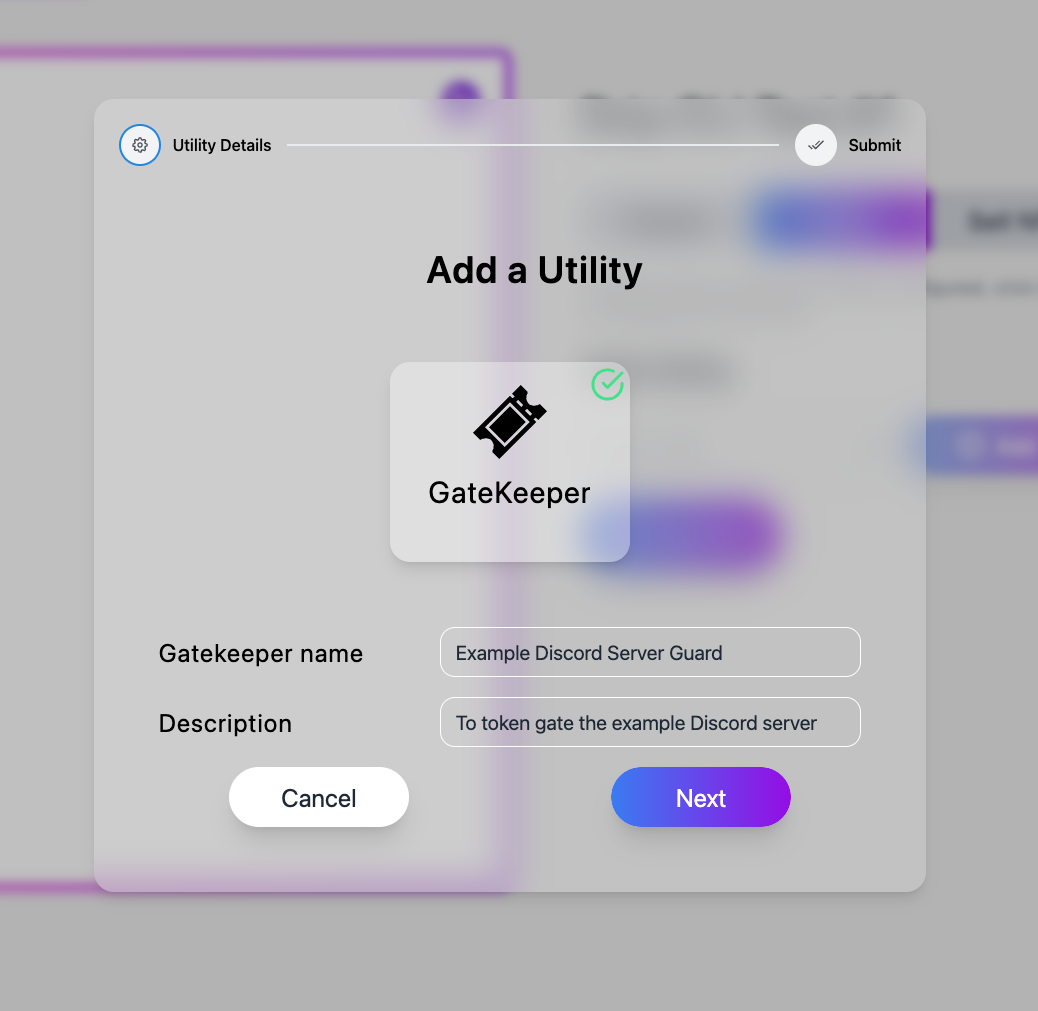 Utility Details
Submit
Add a Utility
GateKeeper
Gatekeeper name
Example Discord Server Guard
Description
To token gate the example Discord server
Cancel
Next